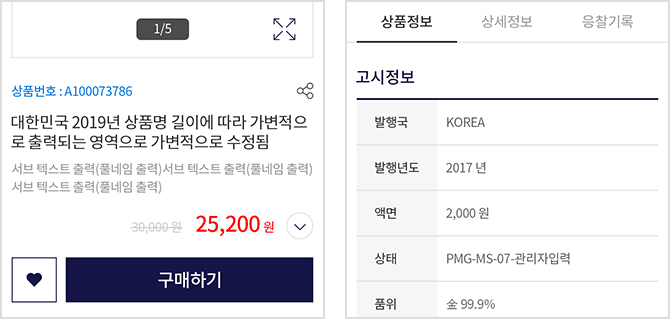 1/5
상품번호 : A100073786
대한민국 2019년 상품명 길이에 따라 가변적으
로 출력되는 영역으로 가변적으로 수정됨
서브 텍스트 출력(풀네임 출력)서브 텍스트 출력(풀네임 출력)
서브 텍스트 출력(풀네임 출력)
30,000 원 25,200 원
구매하기
상품정보 상세정보 응찰기록
고시정보
발행국 KOREA
발행년도 2017 년
액면 2,000 원
상태 PMG-MS-07-관리자입력
품위 金 99.9%